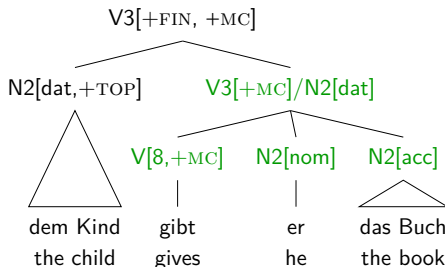 V3[+FIN, +MC]
N2[dat,+TOP] V3[+MC]/N2[dat]
V[8,+MC] N2[nom] N2[acc]
dem Kind gibt er das Buch
the child gives he the book